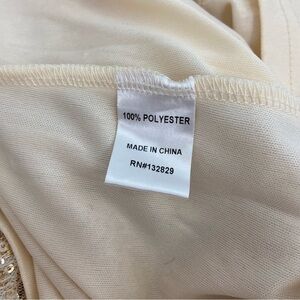 100% POLYESTER
MADE IN CHINA
RN#132829